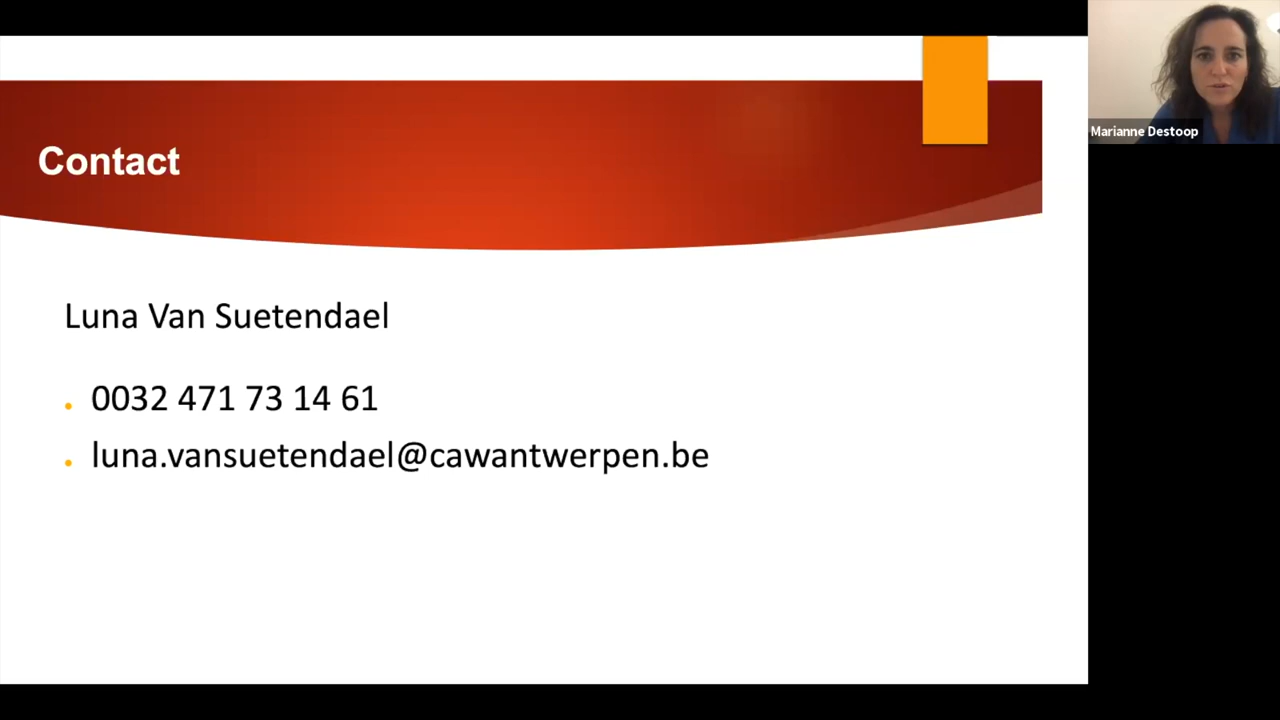 Contact
Luna Van Suetendael
0032 471 73 14 61
luna.vansuetendael@cawantwerpen.be
Marianne Destoop